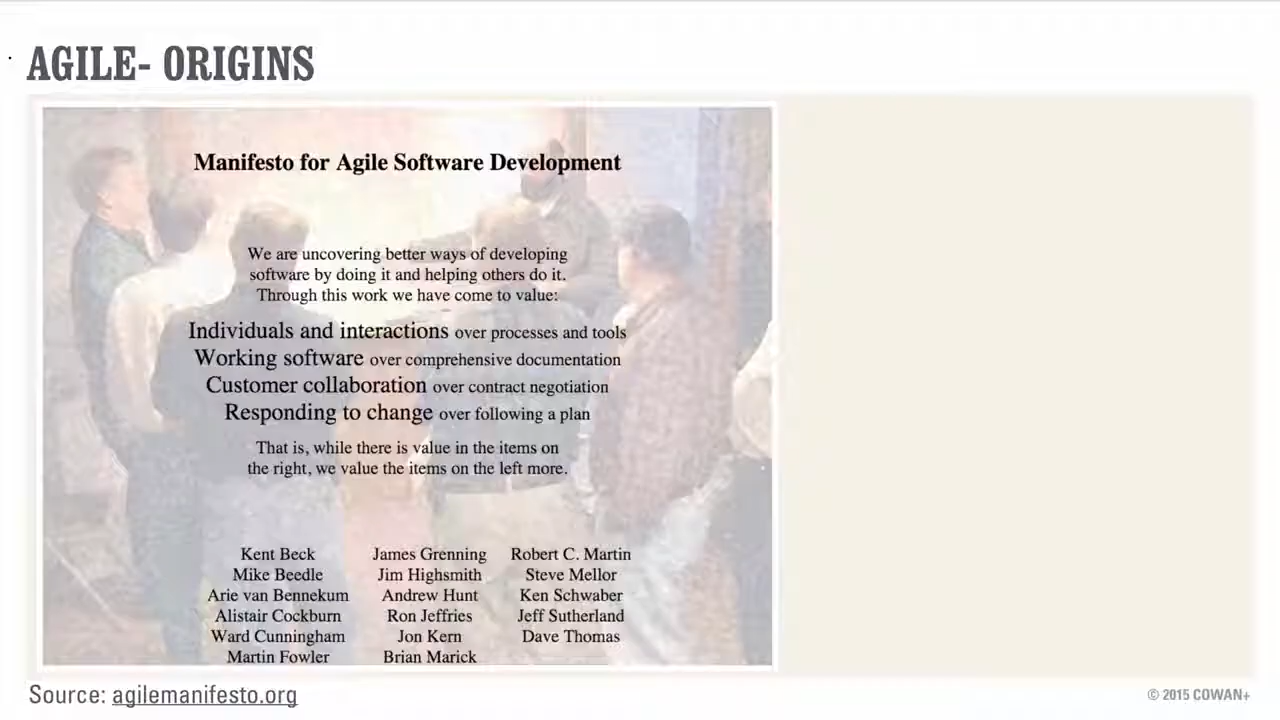 AGILE- ORIGINS
Manifesto for Agile Software Development
We are uncovering better ways of developing
software by doing it and helping others do it.
Through this work we have come to value:
Individuals and interactions over processes and tools
Working software over comprehensive documentation
Customer collaboration over contract negotiation
Responding to change over following a plan
That is, while there is value in the items on
the right, we value the items on the left more.
Kent Beck
Mike Beedle
Arie van Bennekum
Alistair Cockburn
Ward Cunningham
Martin Fowler
James Grenning
Jim Highsmith
Andrew Hunt
Ron Jeffries
Jon Kern
Brian Marick
Robert C. Martin
Steve Mellor
Ken Schwaber
Jeff Sutherland
Dave Thomas
Source: agilemanifesto.org
© 2015 COWAN+